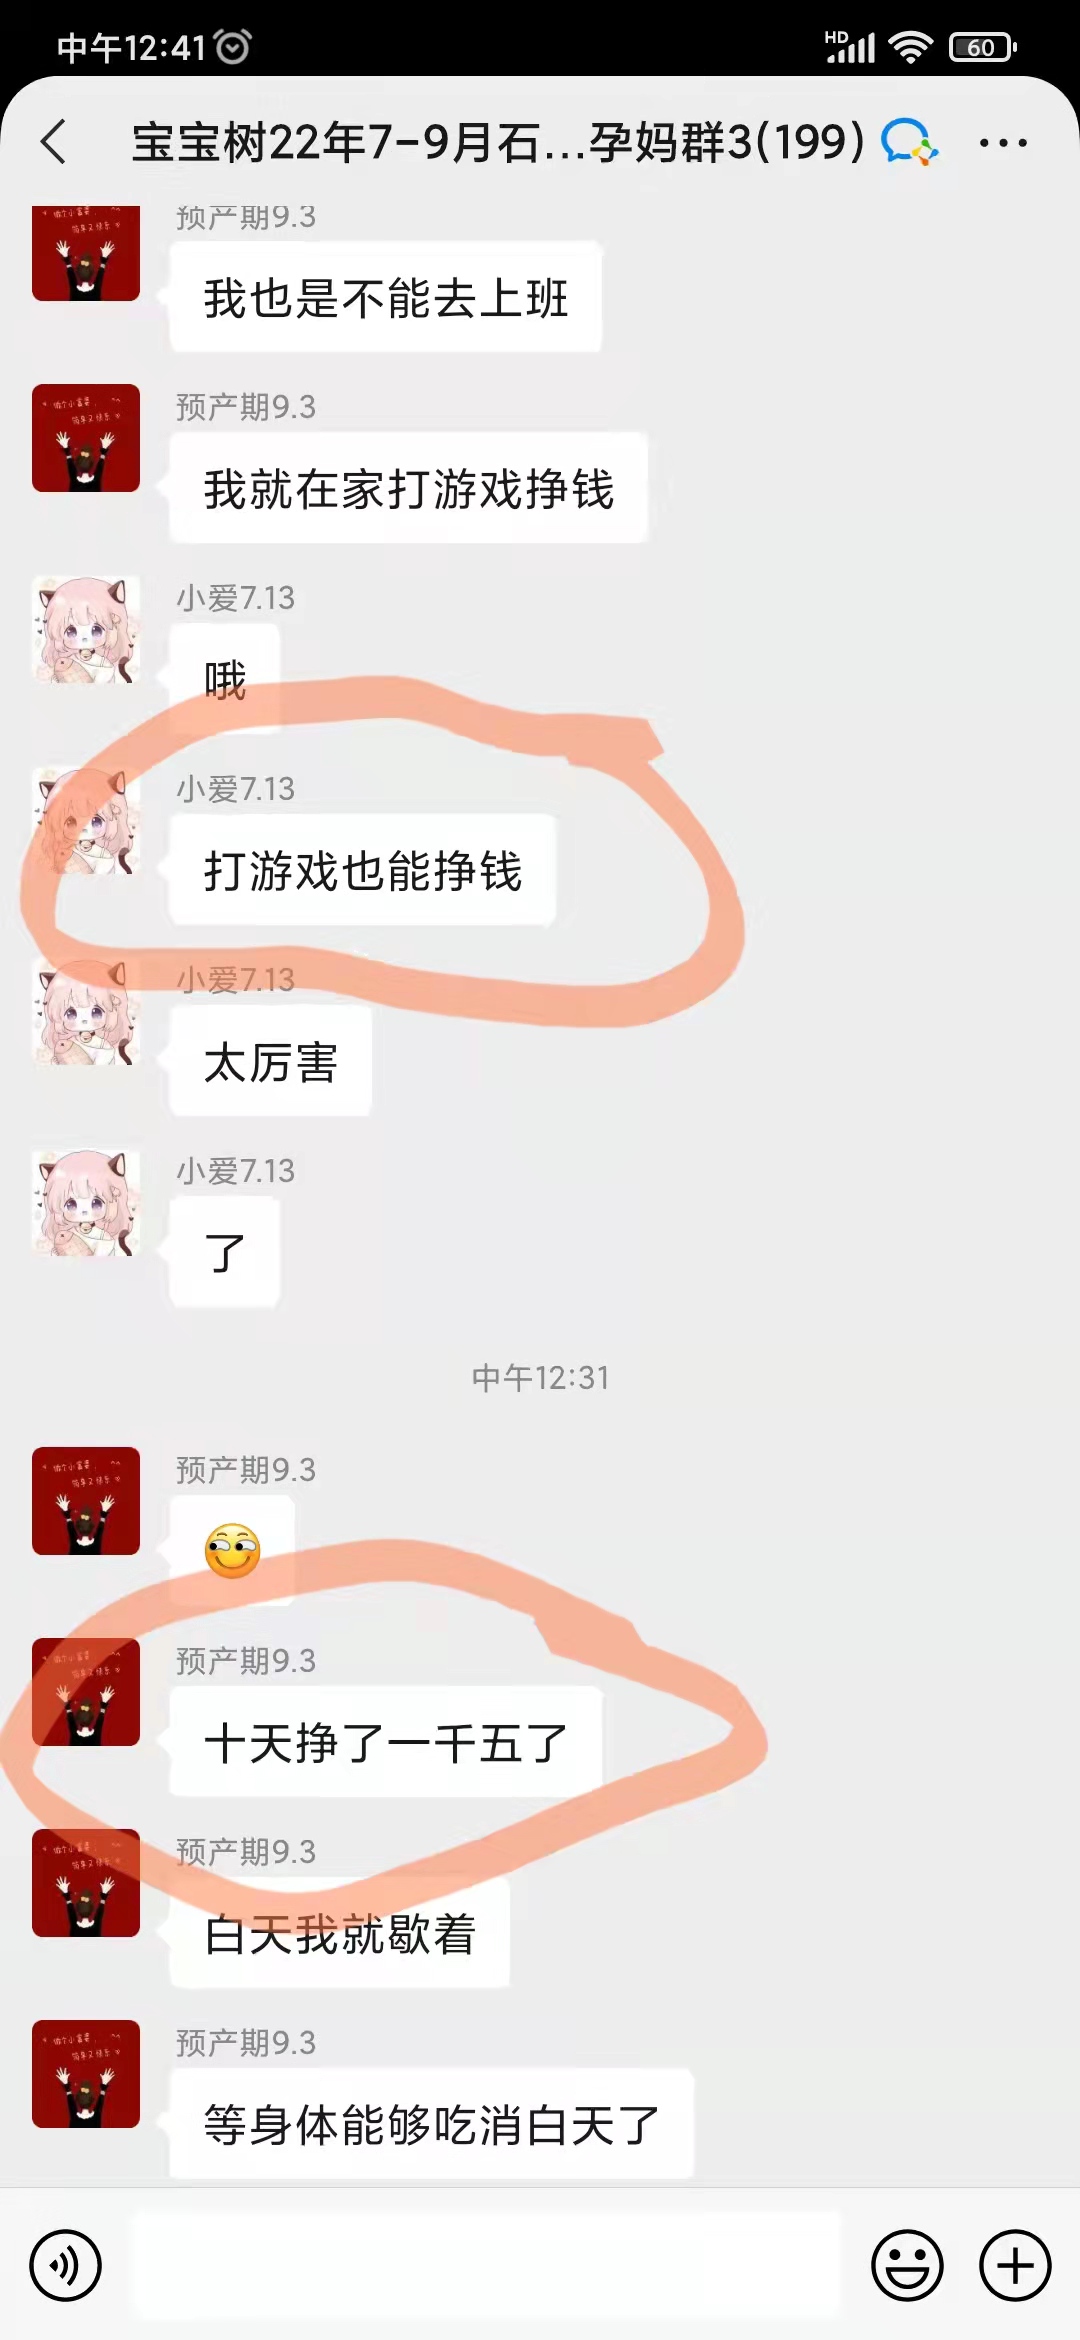 中午12:41
HD
60
宝宝树22年7-9月石...孕妈群3(199)
预产期9.3
我也是不能去上班
预产期9.3
我就在家打游戏挣钱
小爱7.13
哦
小爱7.13
打游戏也能挣钱
小爱7.13
太厉害
小爱7.13
了
中午12:31
预产期9.3
预产期9.3
十天挣了一千五了
预产期9.3
白天我就歇着
预产期9.3
等身体能够吃消白天了